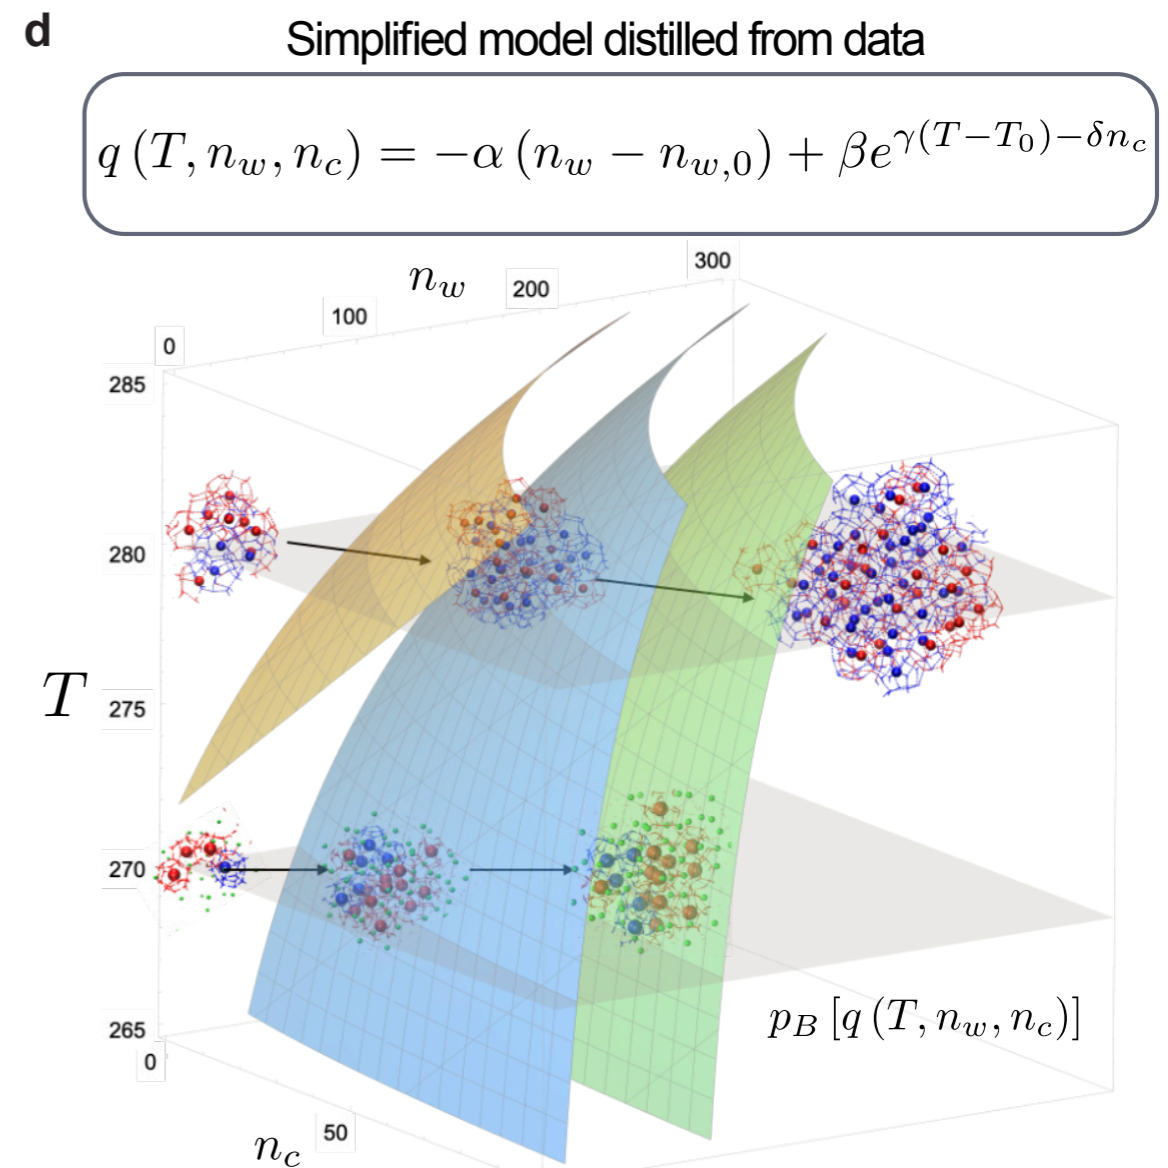 d
Simplified model distilled from data
q (T, n_w, n_c) = −α (n_w − n_{w,0}) + βe^{γ(T−T_0)−δn_c}
n_w
0
100
200
300
285
280
T
275
270
265
p_B [q (T, n_w, n_c)]
0
50
n_c